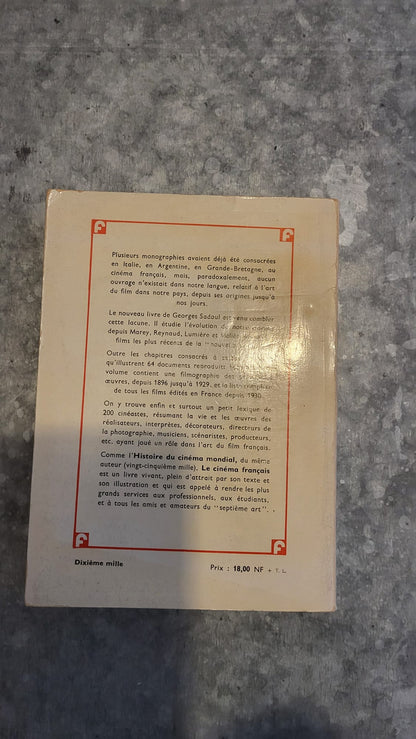 Plusieurs monographies avaient déjà été consacrées
en Italie, en Argentine, en Grande-Bretagne, au
cinéma français, mais, paradoxalement, aucun
ouvrage n'existait dans notre langue, relatif à l'art
du film dans notre pays, depuis ses origines jusqu'à
nos jours.
Le nouveau livre de Georges Sadoul est venu combler
cette lacune. Il étudie l'évolution de notre
depuis Marey, Reynaud, Lumière et
films les plus récents de la "nouvelle
Outre les chapitres consacrés à
qu'illustrent 64 documents reproduits
volume contient une filmographie des
œuvres, depuis 1896 jusqu'à 1929, et la liste
de tous les films édités en France depuis 1930.
On y trouve enfin et surtout un petit lexique de
200 cinéastes, résumant la vie et les œuvres des
réalisateurs, interprètes, décorateurs, directeurs de
la photographie, musiciens, scénaristes, producteurs,
etc. ayant joué un rôle dans l'art du film français.
Comme l'Histoire du cinéma mondial, du même
auteur (vingt-cinquième mille), Le cinéma français
est un livre vivant, plein d'attrait par son texte et
son illustration et qui est appelé à rendre les plus
grands services aux professionnels, aux étudiants,
et à tous les amis et amateurs du "septième art".
Dixième mille Prix : 18,00 NF + T. L.